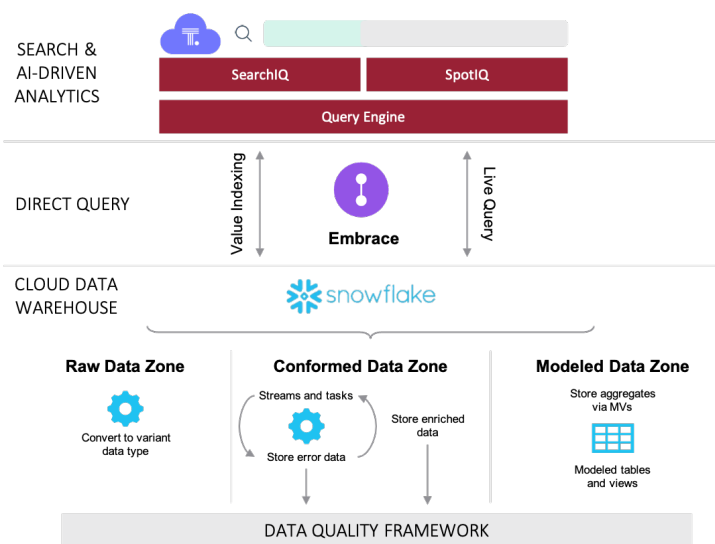 SEARCH &
AI-DRIVEN
ANALYTICS
T.
SearchIQ
SpotIQ
Query Engine
DIRECT QUERY
Value Indexing
Embrace
Live Query
CLOUD DATA
WAREHOUSE
snowflake
Raw Data Zone
Convert to variant
data type
Conformed Data Zone
Streams and tasks
Store error data
Store enriched
data
Modeled Data Zone
Store aggregates
via MVs
Modeled tables
and views
DATA QUALITY FRAMEWORK